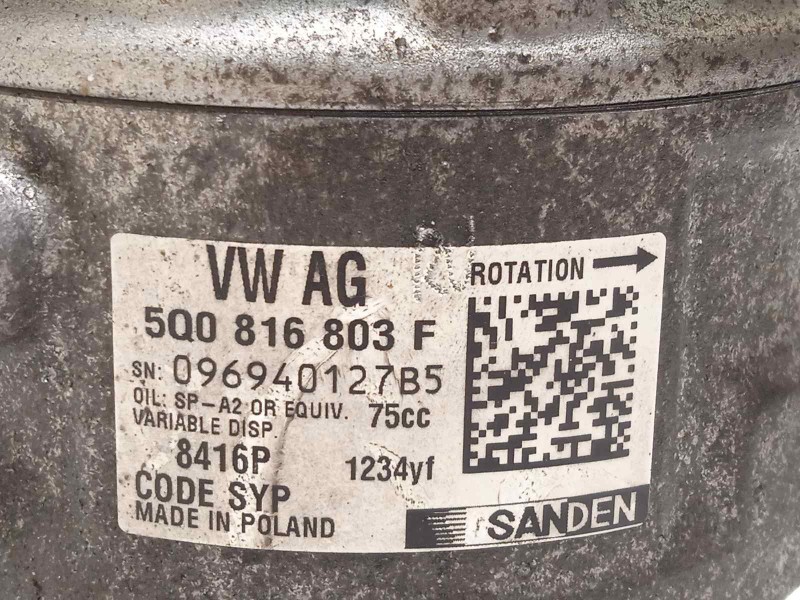 VW AG
ROTATION
5Q0 816 803 F
SN: 096940127B5
OIL: SP-A2 OR EQUIV. 75cc
VARIABLE DISP.
8416P 1234yf
CODE SYP
MADE IN POLAND
SANDEN